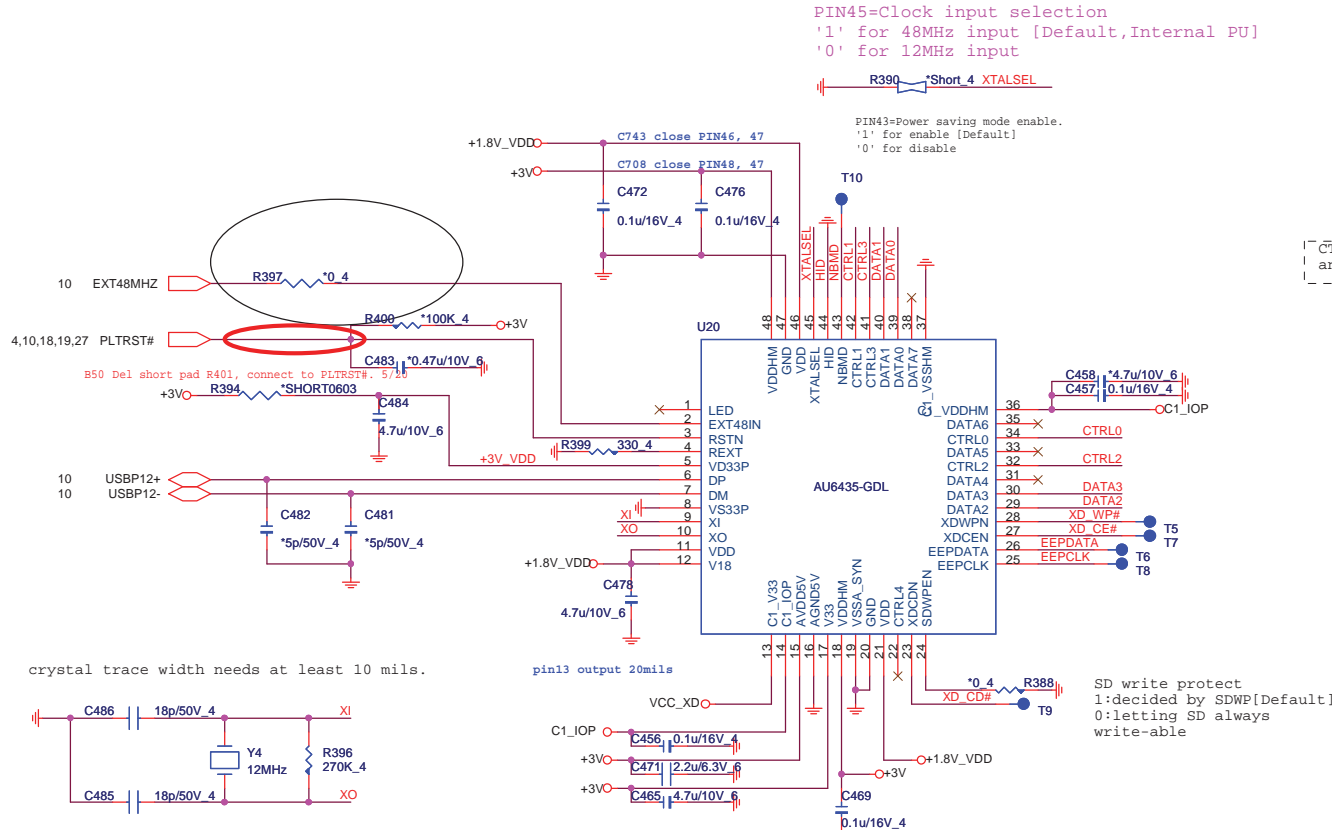 PIN45=Clock input selection
'1' for 48MHz input [Default,Internal PU]
'0' for 12MHz input
R390 *Short_4 XTALSEL
PIN43=Power saving mode enable.
'1' for enable [Default]
'0' for disable
+1.8V_VDD C743 close PIN46, 47
+3V C708 close PIN48, 47
T10
C472 C476
0.1u/16V_4 0.1u/16V_4
XTALSEL HID NBMD CTRL1 CTRL3 DATA1 DATA0
10 EXT48MHZ R397 *0_4
R400 *100K_4 +3V
4,10,18,19,27 PLTRST#
C483 *0.47u/10V_6
B50 Del short pad R401, connect to PLTRST#. 5/20
+3V R394 *SHORT0603
C484
4.7u/10V_6
R399 330_4
+3V_VDD
10 USBP12+
10 USBP12-
C482 C481
*5p/50V_4 *5p/50V_4
XI
XO
+1.8V_VDD
C478
4.7u/10V_6
U20
48 47 46 45 44 43 42 41 40 39 38 37
VDDHM GND VDD XTALSEL HID NBMD CTRL1 CTRL3 DATA1 DATA0 DATA7 C1_VSSHM
1 LED
2 EXT48IN
3 RSTN
4 REXT
5 VD33P
6 DP
7 DM
8 VS33P
9 XI
10 XO
11 VDD
12 V18
AU6435-GDL
C1_VDDHM 36
DATA6 35
CTRL0 34 CTRL0
DATA5 33
CTRL2 32 CTRL2
DATA4 31
DATA3 30 DATA3
DATA2 29 DATA2
XDWPN 28 XD_WP# T5
XDCEN 27 XD_CE# T7
EEPDATA 26 EEPDATA T6
EEPCLK 25 EEPCLK T8
C458 *4.7u/10V_6
C457 0.1u/16V_4
C1_IOP
an
C1_V33 C1_IOP AVDD5V AGND5V V33 VDDHM VSSA_SYN GND VDD CTRL4 XDCDN SDWPEN
13 14 15 16 17 18 19 20 21 22 23 24
crystal trace width needs at least 10 mils.
pin13 output 20mils
C486 18p/50V_4 XI
Y4
12MHz
R396
270K_4
C485 18p/50V_4 XO
VCC_XD
C1_IOP
C456 0.1u/16V_4
+3V
C471 2.2u/6.3V_6
+3V
C465 4.7u/10V_6
*0_4 R388
XD_CD# T9
+1.8V_VDD
+3V
C469
0.1u/16V_4
SD write protect
1:decided by SDWP[Default]
0:letting SD always
write-able